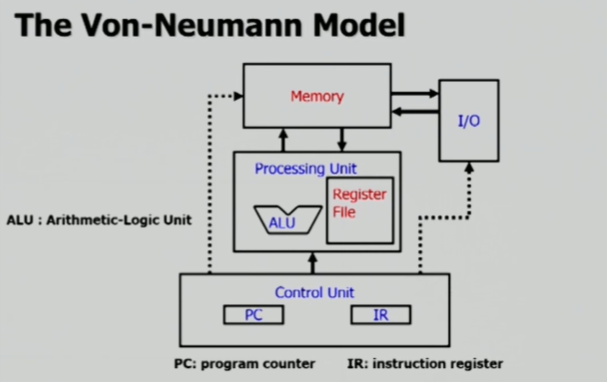 The Von-Neumann Model
Memory
I/O
Processing Unit
Register
File
ALU
ALU : Arithmetic-Logic Unit
Control Unit
PC
IR
PC: program counter
IR: instruction register